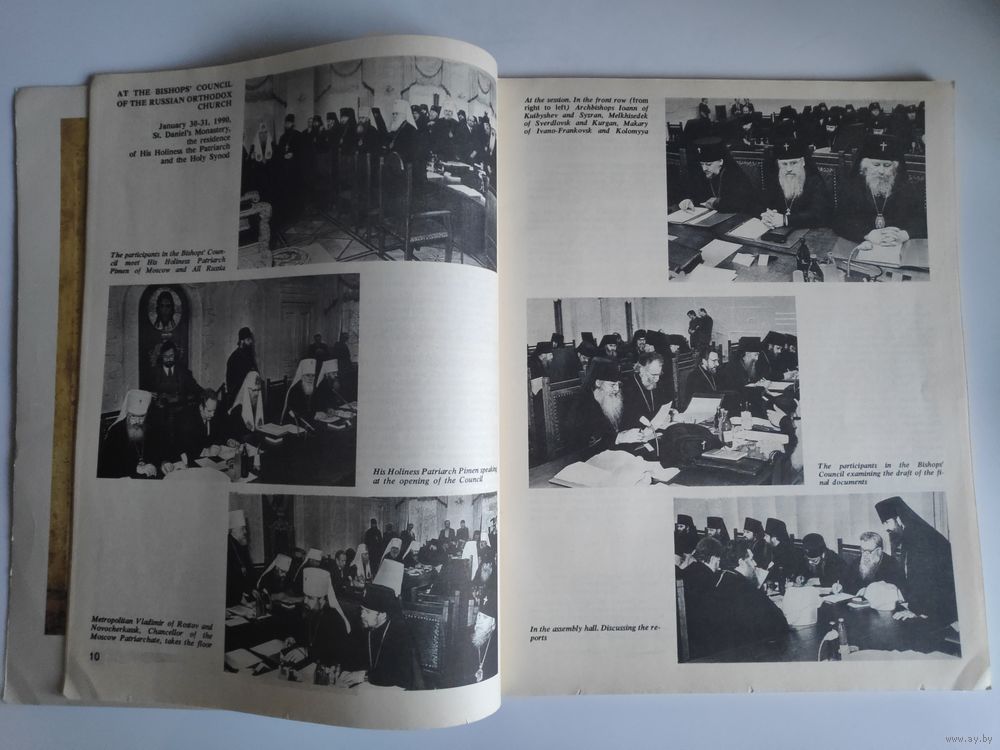 AT THE BISHOPS' COUNCIL
OF THE RUSSIAN ORTHODOX
CHURCH
January 30-31, 1990,
St. Daniel's Monastery,
the residence
of His Holiness the Patriarch
and the Holy Synod
The participants in the Bishops' Coun-
cil meet His Holiness Patriarch
Pimen of Moscow and All Russia
His Holiness Patriarch Pimen speaking
at the opening of the Council
Metropolitan Vladimir of Rostov and
Novocherkassk, Chancellor of the
Moscow Patriarchate, takes the floor
10
At the session. In the front row (from
right to left) Archbishops Ioann of
Kuibyshev and Syzran, Melkhisedek
of Sverdlovsk and Kurgan, Makary
of Ivano-Frankovsk and Kolomyya
The participants in the Bishops'
Council examining the draft of the fi-
nal documents
In the assembly hall. Discussing the re-
ports
www.ay.by